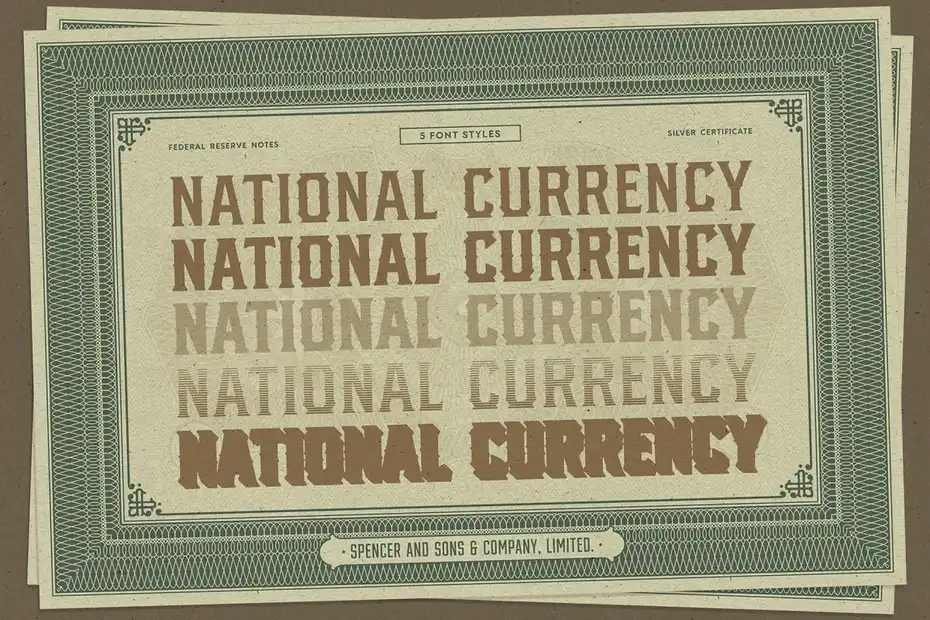 5 FONT STYLES
FEDERAL RESERVE NOTES
SILVER CERTIFICATE
NATIONAL CURRENCY
NATIONAL CURRENCY
NATIONAL CURRENCY
NATIONAL CURRENCY
NATIONAL CURRENCY
· SPENCER AND SONS & COMPANY, LIMITED. ·